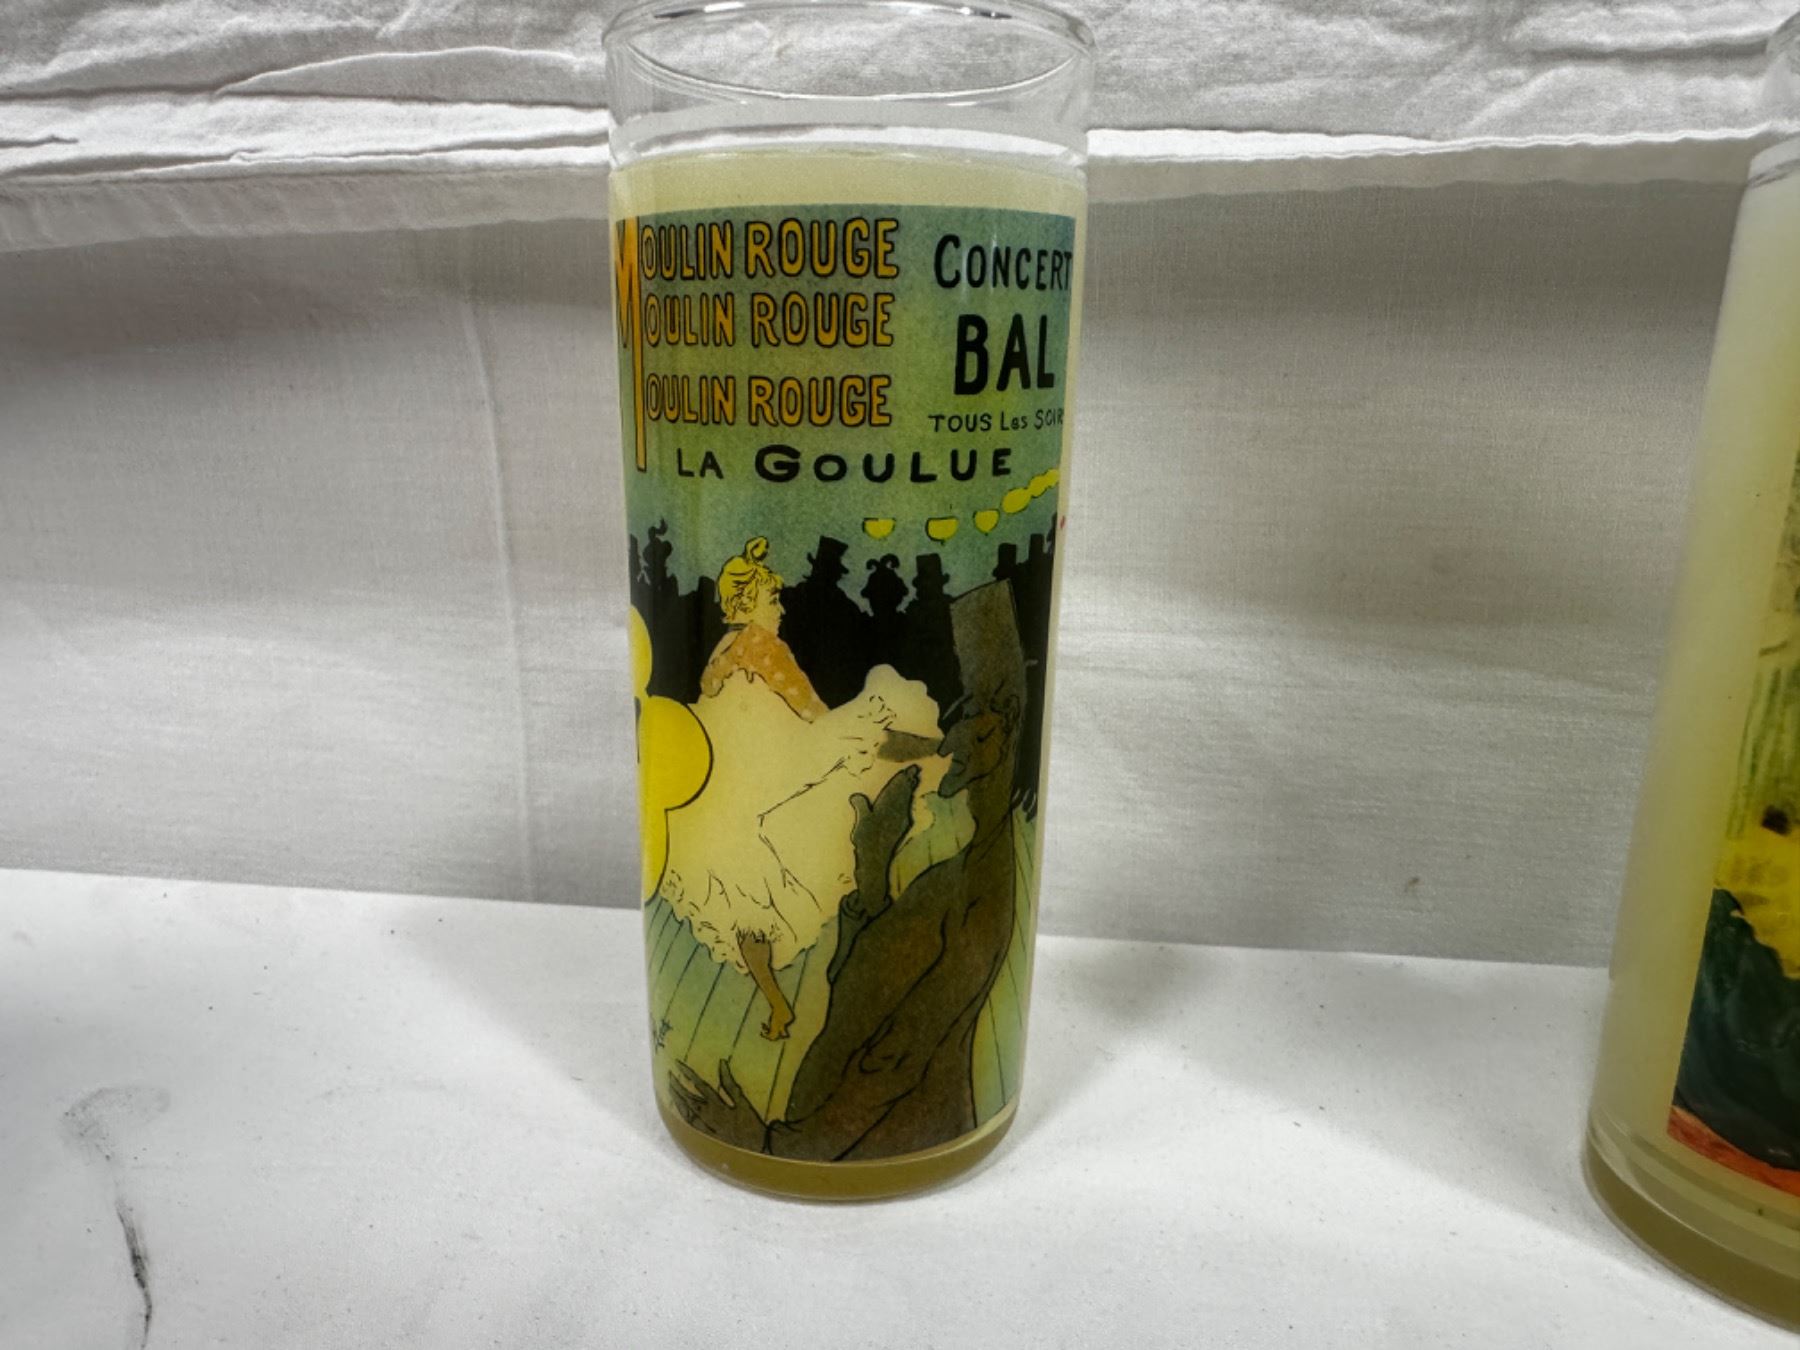 MOULIN ROUGE
CONCERT
MOULIN ROUGE
BAL
MOULIN ROUGE
TOUS Les SOIR
LA GOULUE